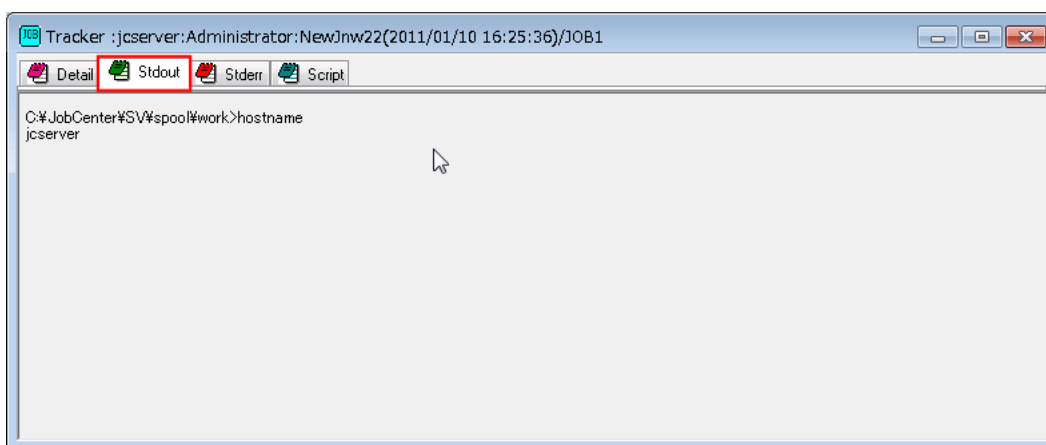 JOB Tracker :jcserver:Administrator:NewJnw22(2011/01/10 16:25:36)/JOB1
Detail Stdout Stderr Script
C:¥JobCenter¥SV¥spool¥work>hostname
jcserver